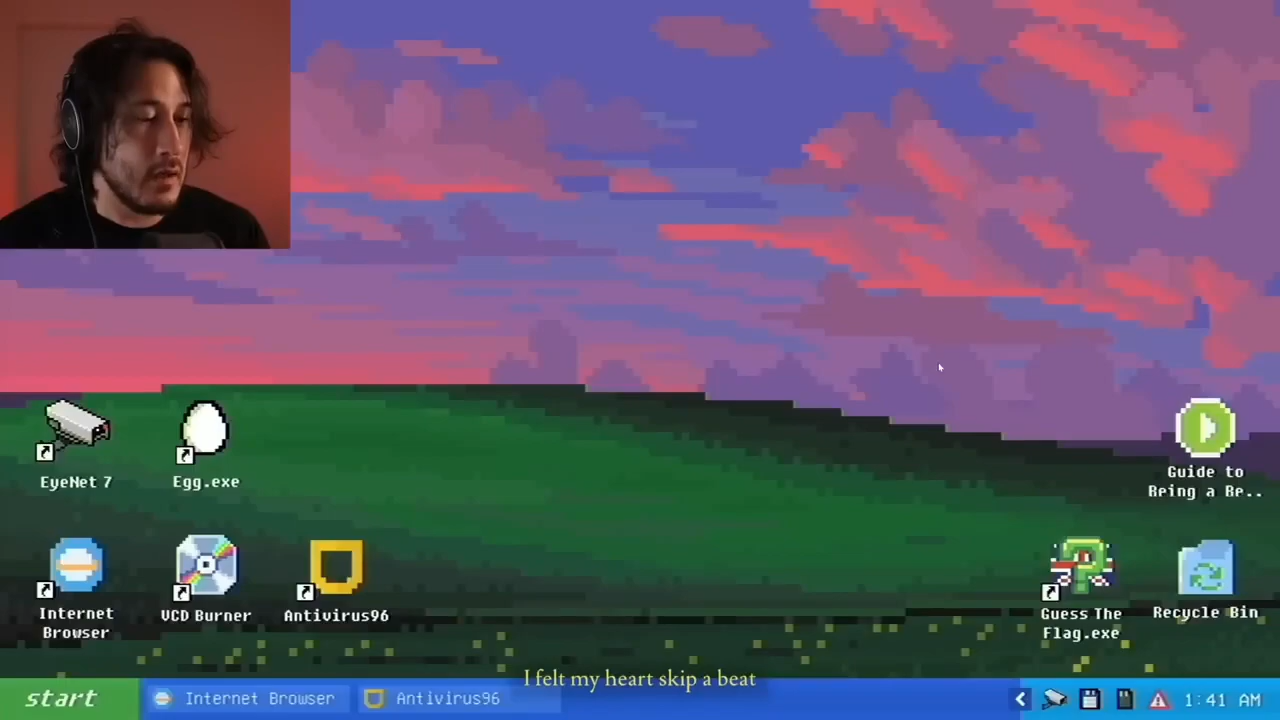 EyeNet 7
Egg.exe
Guide to
Being a Be..
Internet
Browser
VCD Burner
Antivirus96
Guess The
Flag.exe
Recycle Bin
I felt my heart skip a beat
start
Internet Browser
Antivirus96
1:41 AM